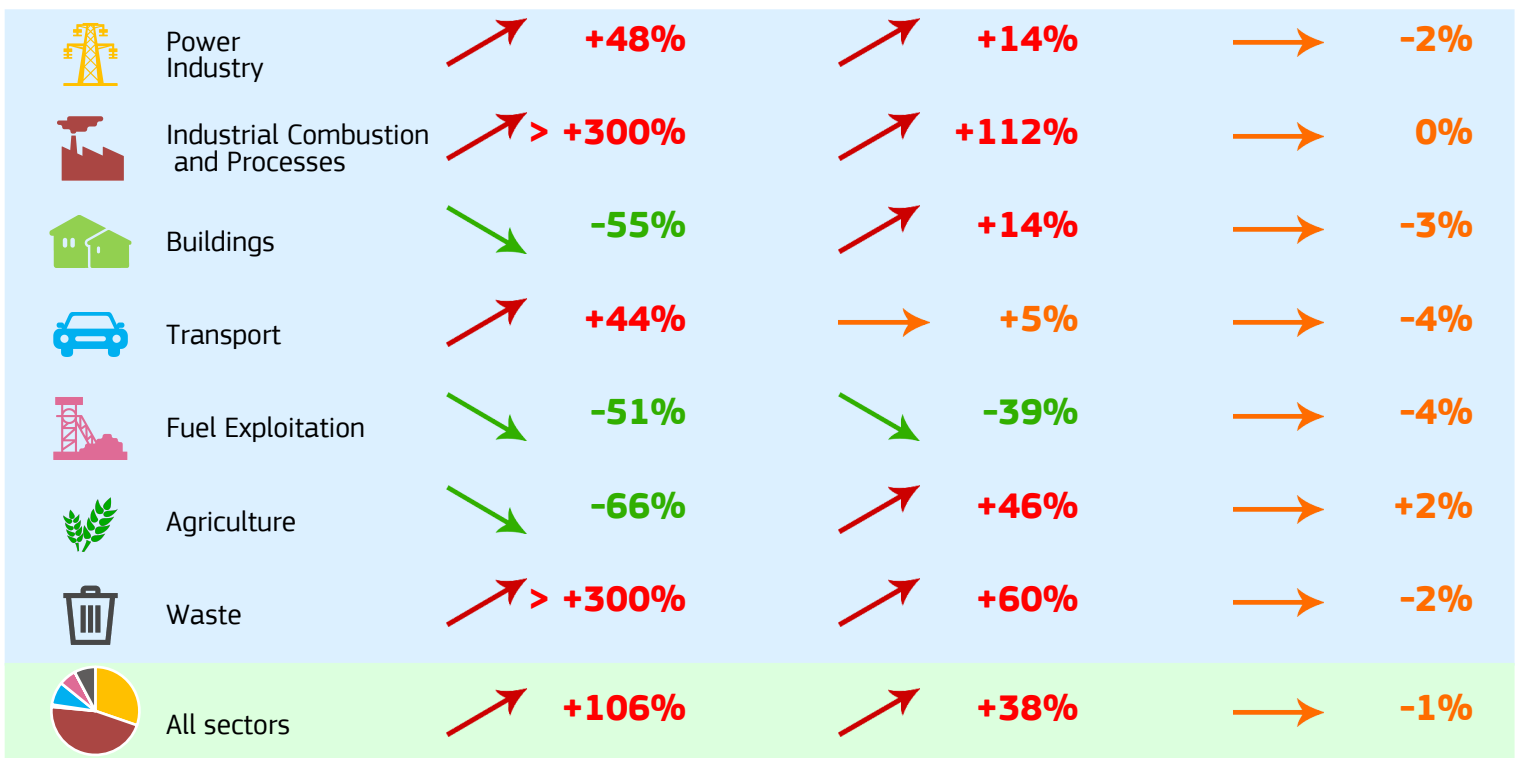 Power
Industry
+48%
+14%
-2%
Industrial Combustion
and Processes
> +300%
+112%
0%
Buildings
-55%
+14%
-3%
Transport
+44%
+5%
-4%
Fuel Exploitation
-51%
-39%
-4%
Agriculture
-66%
+46%
+2%
Waste
> +300%
+60%
-2%
All sectors
+106%
+38%
-1%